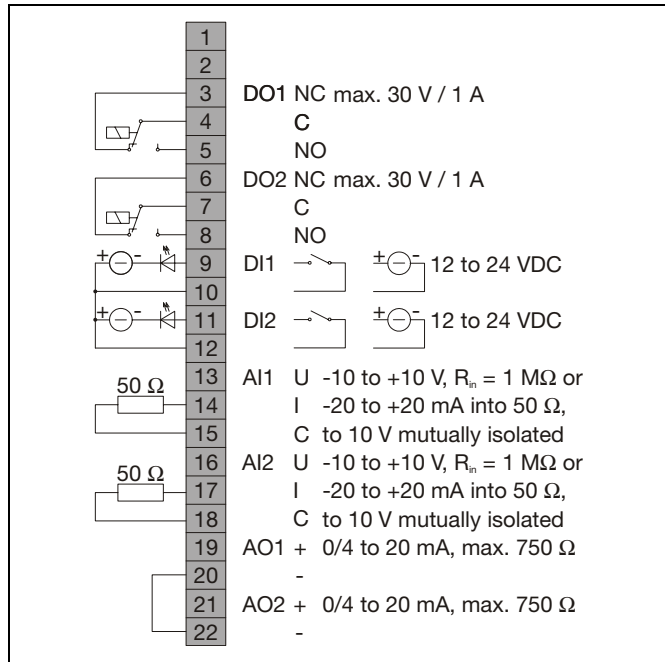 1
2
3 DO1 NC max. 30 V / 1 A
4 C
5 NO
6 DO2 NC max. 30 V / 1 A
7 C
8 NO
+ - 9 DI1 + - 12 to 24 VDC
10
+ - 11 DI2 + - 12 to 24 VDC
12
13 AI1 U -10 to +10 V, Rin = 1 MΩ or
50 Ω 14 I -20 to +20 mA into 50 Ω,
15 C to 10 V mutually isolated
16 AI2 U -10 to +10 V, Rin = 1 MΩ or
50 Ω 17 I -20 to +20 mA into 50 Ω,
18 C to 10 V mutually isolated
19 AO1 + 0/4 to 20 mA, max. 750 Ω
20 -
21 AO2 + 0/4 to 20 mA, max. 750 Ω
22 -